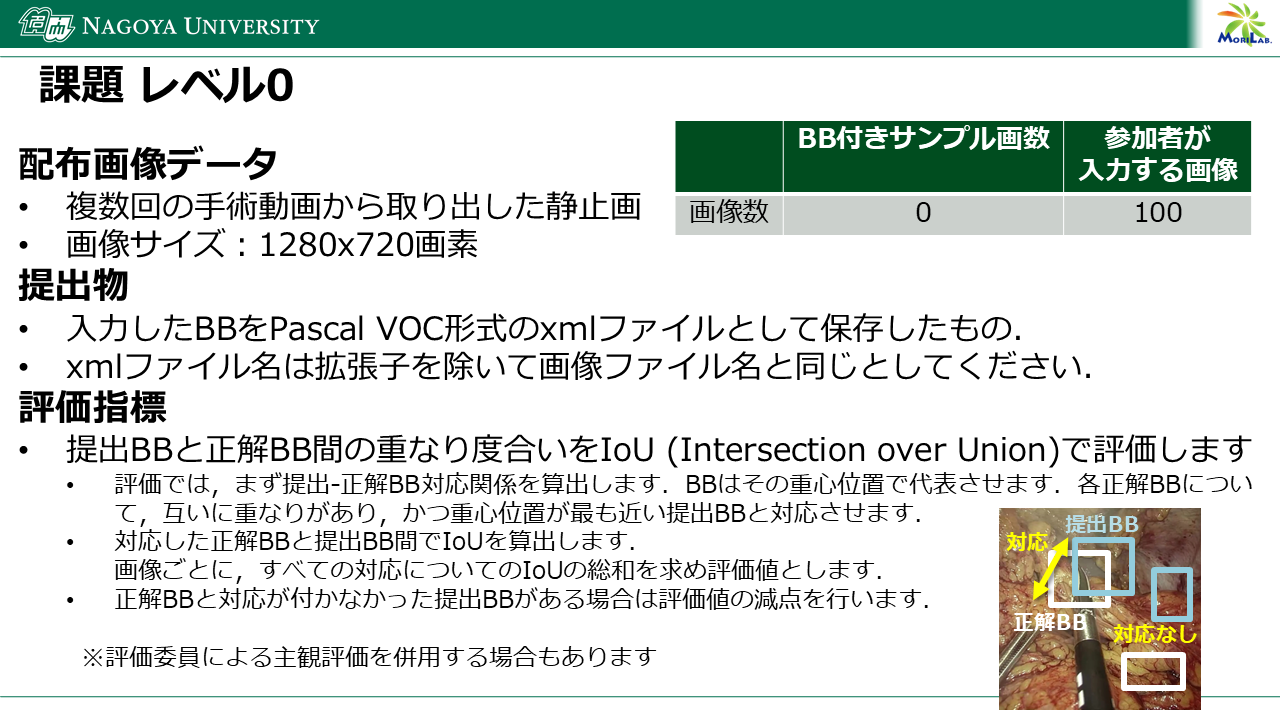 NAGOYA UNIVERSITY
MORILAB.
課題 レベル0
配布画像データ
• 複数回の手術動画から取り出した静止画
• 画像サイズ：1280x720画素
BB付きサンプル画数 参加者が
入力する画像
画像数 0 100
提出物
• 入力したBBをPascal VOC形式のxmlファイルとして保存したもの．
• xmlファイル名は拡張子を除いて画像ファイル名と同じとしてください．
評価指標
• 提出BBと正解BB間の重なり度合いをIoU (Intersection over Union)で評価します
• 評価では，まず提出-正解BB対応関係を算出します．BBはその重心位置で代表させます．各正解BBについ
て，互いに重なりがあり，かつ重心位置が最も近い提出BBと対応させます．
• 対応した正解BBと提出BB間でIoUを算出します．
画像ごとに，すべての対応についてのIoUの総和を求め評価値とします．
• 正解BBと対応が付かなかった提出BBがある場合は評価値の減点を行います．
※評価委員による主観評価を併用する場合もあります
提出BB
対応
正解BB
対応なし